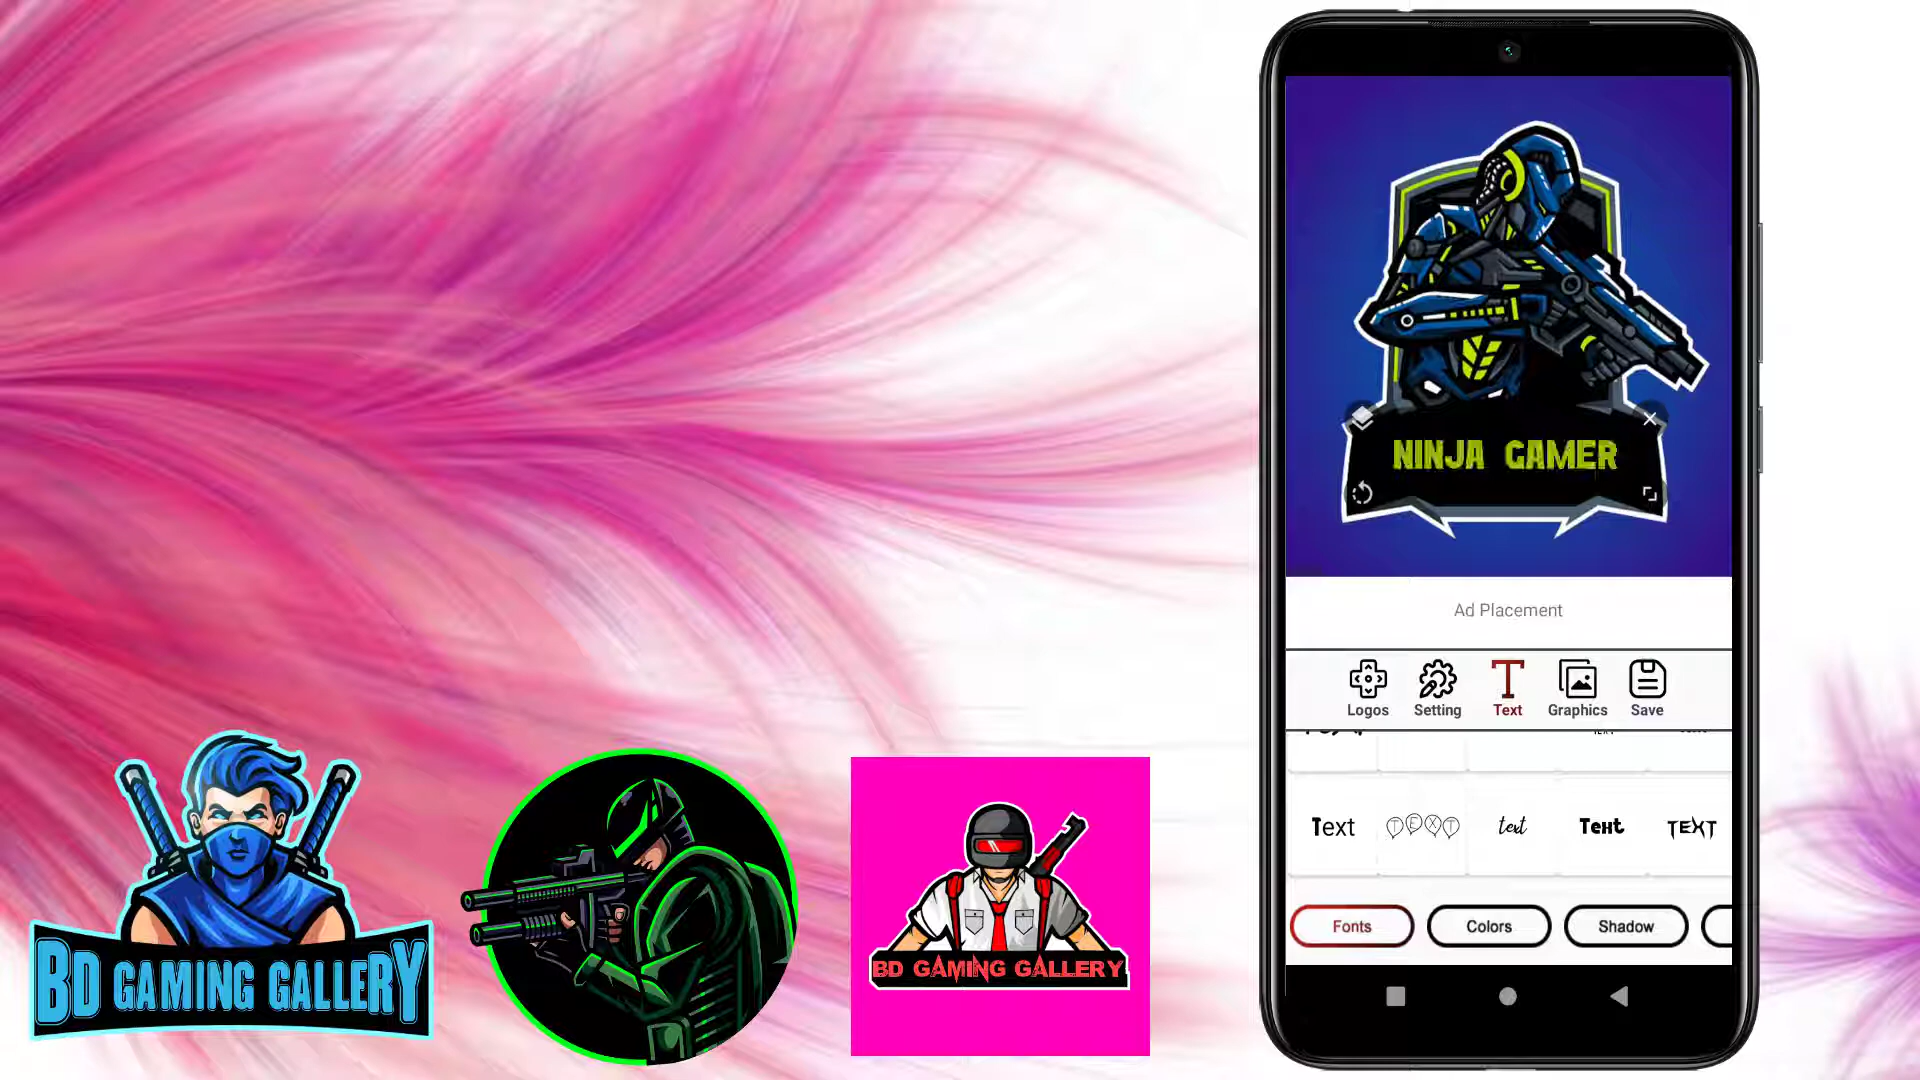 NINJA GAMER
Ad Placement
Logos Setting Text Graphics Save
Text TEXT text Text TEXT
Fonts Colors Shadow
BD GAMING GALLERY
BD GAMING GALLERY